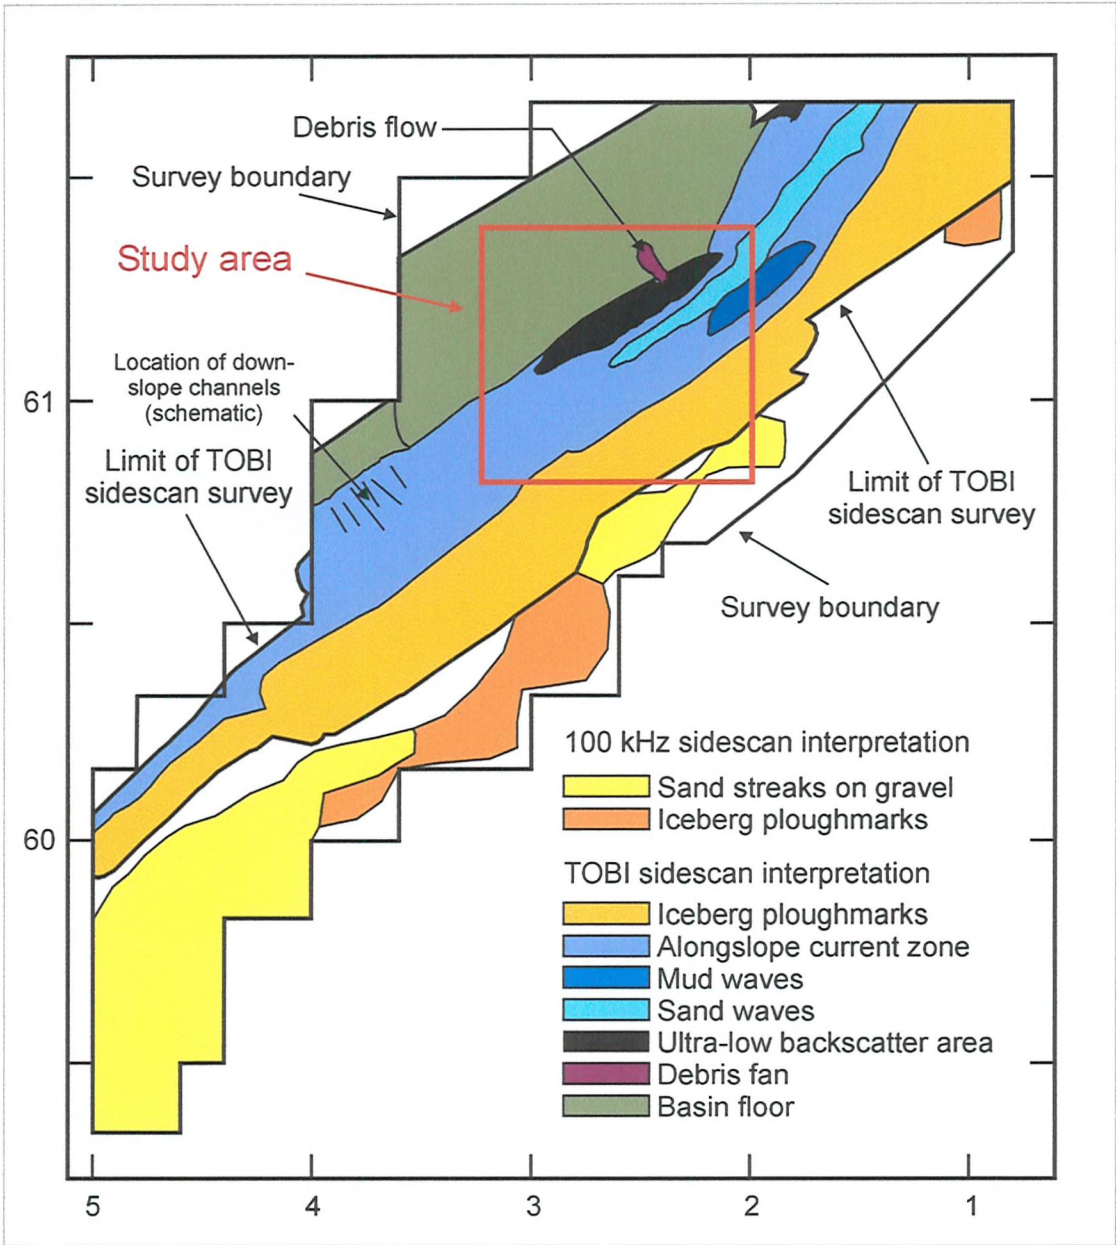 Debris flow
Survey boundary
Study area
Location of down-
slope channels
(schematic)
61
Limit of TOBI
sidescan survey
Limit of TOBI
sidescan survey
Survey boundary
100 kHz sidescan interpretation
Sand streaks on gravel
Iceberg ploughmarks
60
TOBI sidescan interpretation
Iceberg ploughmarks
Alongslope current zone
Mud waves
Sand waves
Ultra-low backscatter area
Debris fan
Basin floor
5 4 3 2 1